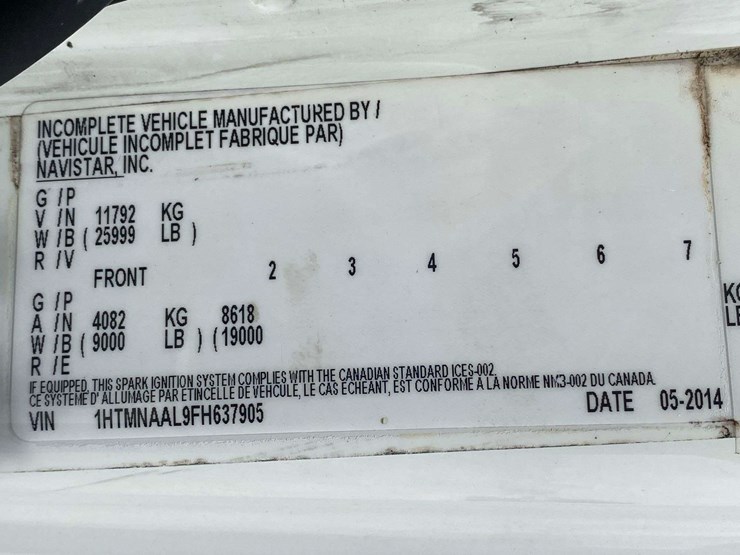 INCOMPLETE VEHICLE MANUFACTURED BY /
(VEHICULE INCOMPLET FABRIQUE PAR)
NAVISTAR, INC.
G /P
V /N 11792 KG
W /B ( 25999 LB )
R /V
FRONT 2 3 4 5 6 7
G /P
A /N 4082 KG 8618
W /B ( 9000 LB ) (19000
R /E
IF EQUIPPED, THIS SPARK IGNITION SYSTEM COMPLIES WITH THE CANADIAN STANDARD ICES-002.
CE SYSTEME D' ALLUMAGE PAR ETINCELLE DE VEHCULE, LE CAS ECHEANT, EST CONFORME A LA NORME NM3-002 DU CANADA.
VIN 1HTMNAAL9FH637905 DATE 05-2014